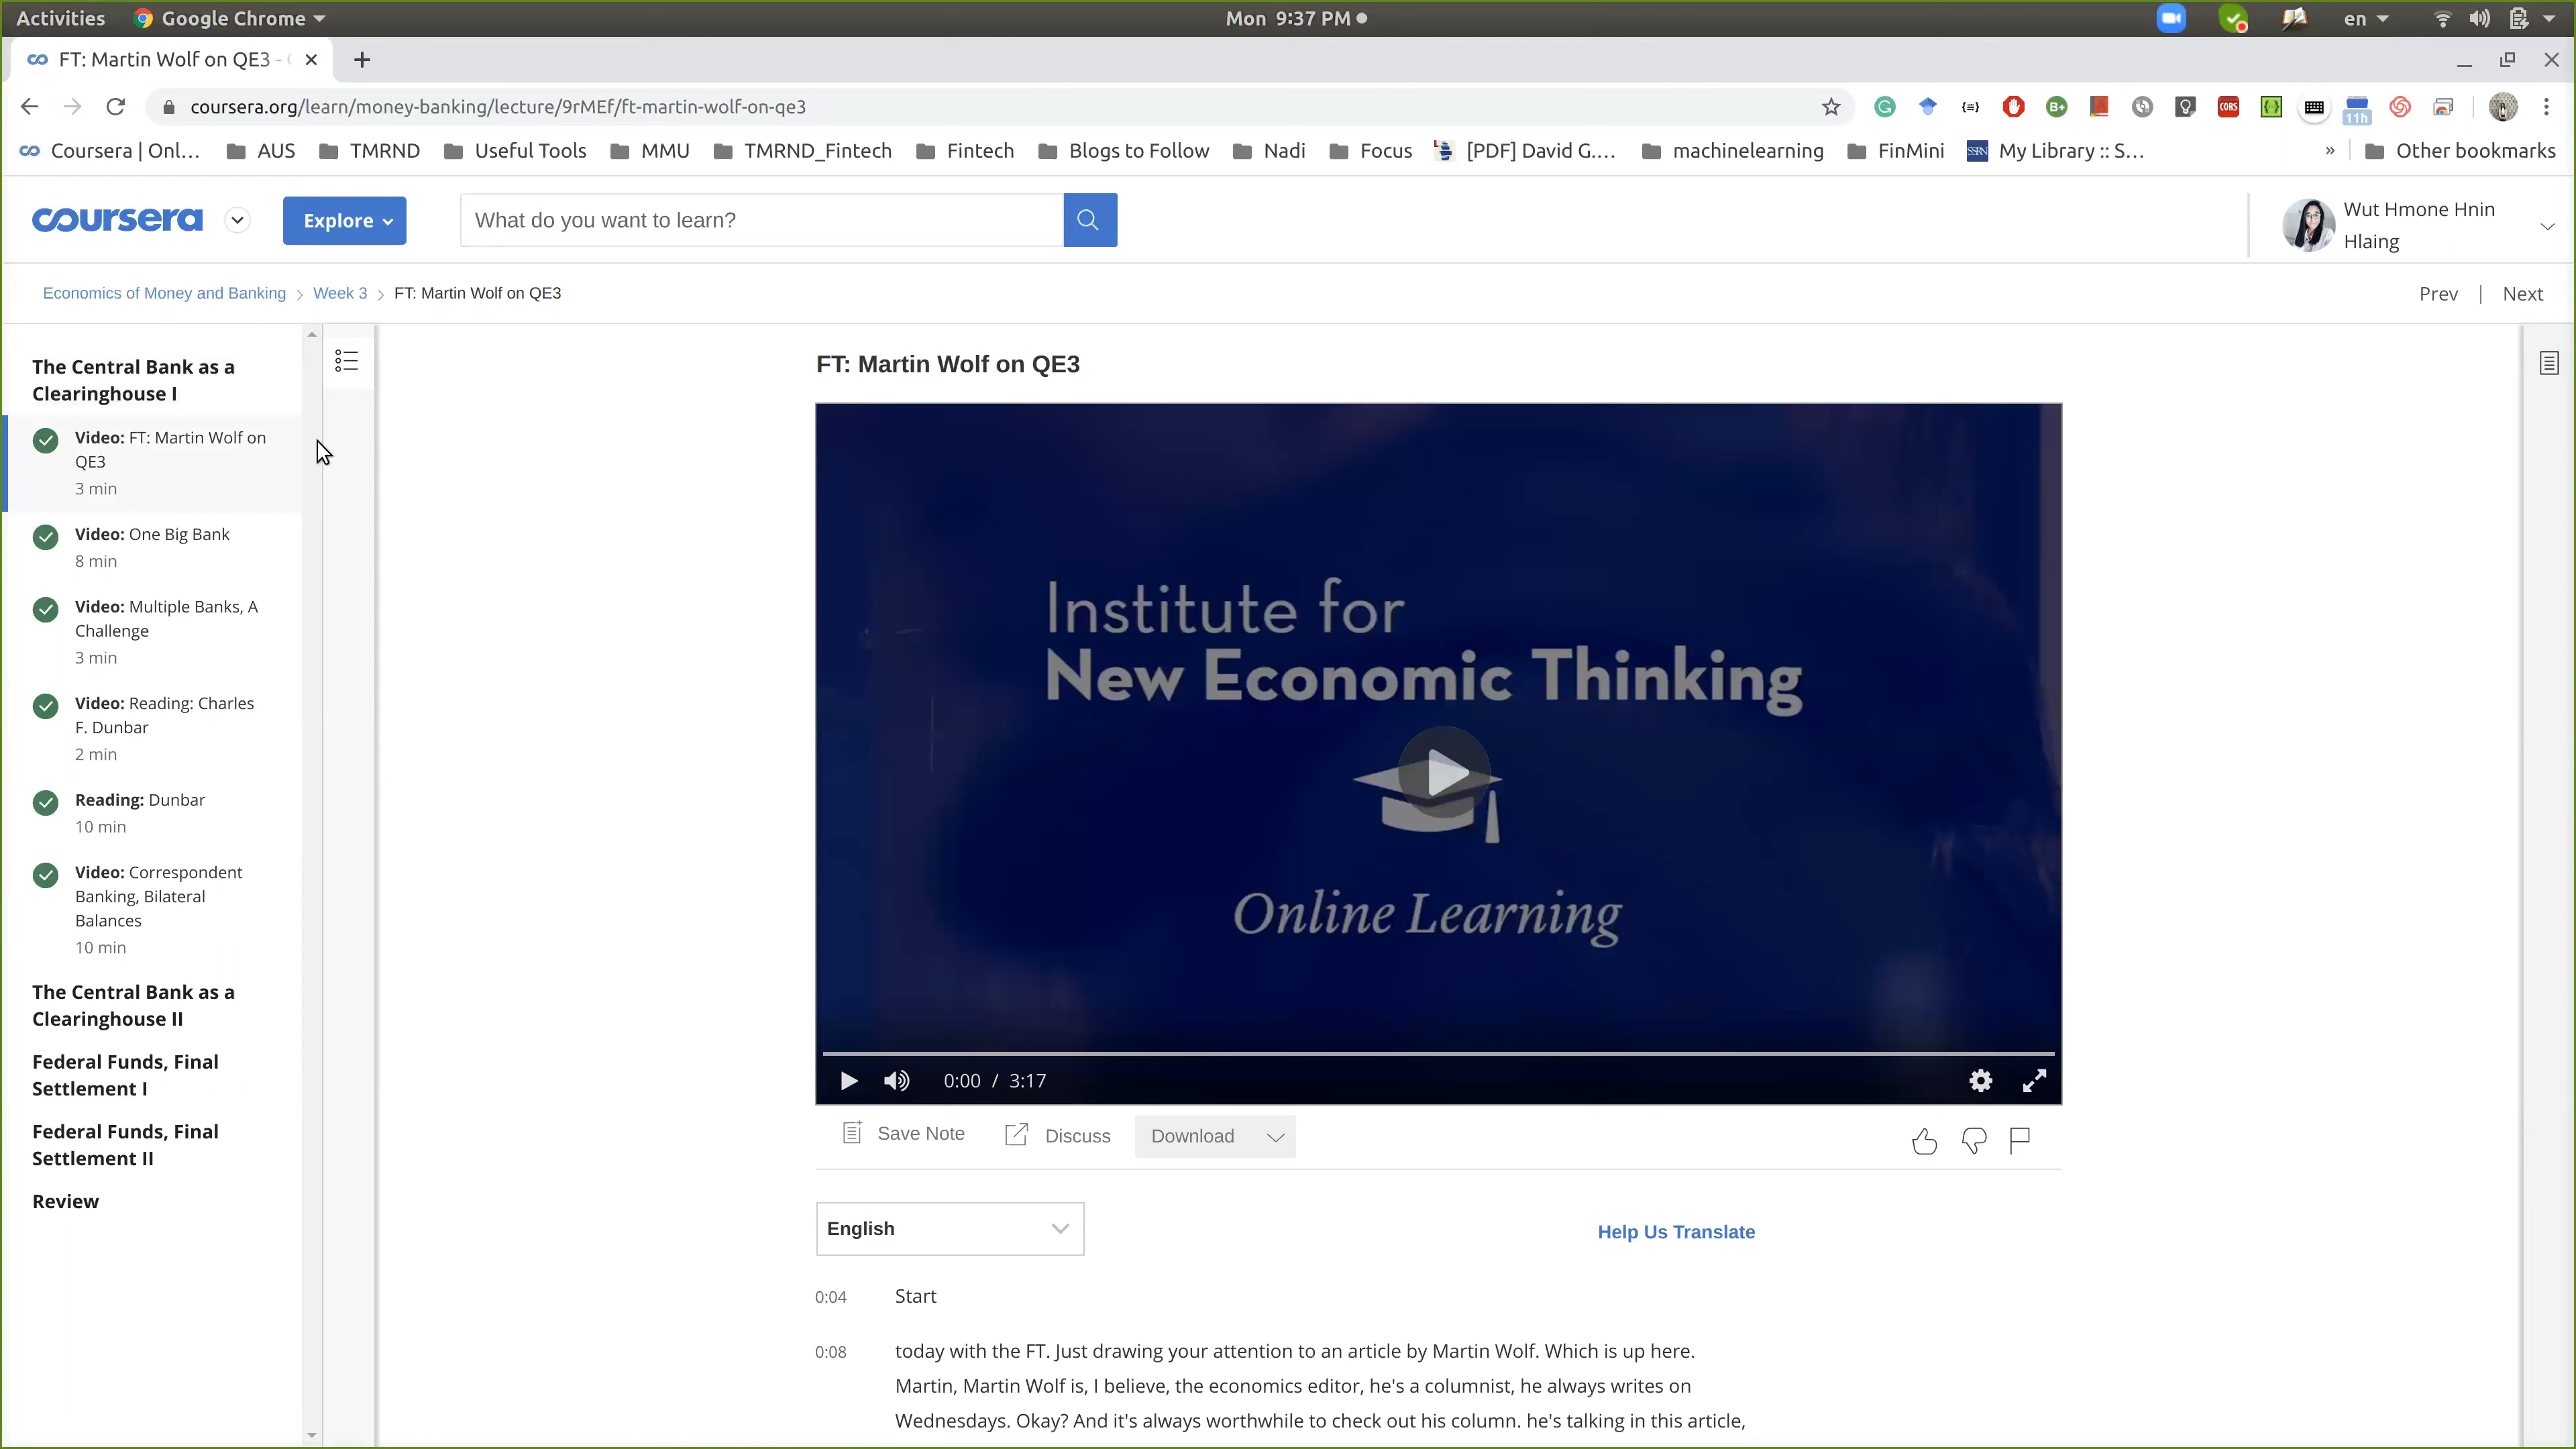 Activities Google Chrome Mon 9:37 PM en
FT: Martin Wolf on QE3 -
coursera.org/learn/money-banking/lecture/9rMEf/ft-martin-wolf-on-qe3
B+ CORS 11h
Coursera | Onl... AUS TMRND Useful Tools MMU TMRND_Fintech Fintech Blogs to Follow Nadi Focus [PDF] David G.... machinelearning FinMini SSRN My Library :: S... » Other bookmarks
coursera Explore What do you want to learn? Wut Hmone Hnin
Hlaing
Economics of Money and Banking > Week 3 > FT: Martin Wolf on QE3 Prev | Next
The Central Bank as a
Clearinghouse I
Video: FT: Martin Wolf on
QE3
3 min
Video: One Big Bank
8 min
Video: Multiple Banks, A
Challenge
3 min
Video: Reading: Charles
F. Dunbar
2 min
Reading: Dunbar
10 min
Video: Correspondent
Banking, Bilateral
Balances
10 min
The Central Bank as a
Clearinghouse II
Federal Funds, Final
Settlement I
Federal Funds, Final
Settlement II
Review
FT: Martin Wolf on QE3
Institute for
New Economic Thinking
Online Learning
0:00 / 3:17
Save Note Discuss Download
English Help Us Translate
0:04 Start
0:08 today with the FT. Just drawing your attention to an article by Martin Wolf. Which is up here.
Martin, Martin Wolf is, I believe, the economics editor, he's a columnist, he always writes on
Wednesdays. Okay? And it's always worthwhile to check out his column. he's talking in this article,